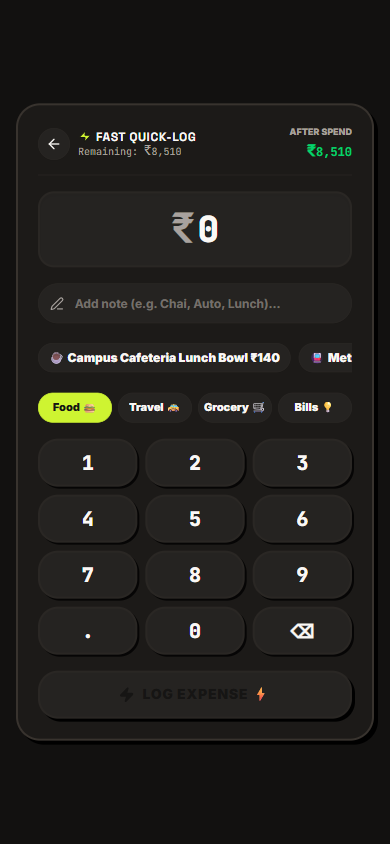 ⚡ FAST QUICK-LOG
Remaining: ₹8,510
AFTER SPEND
₹8,510
₹0
Add note (e.g. Chai, Auto, Lunch)...
Campus Cafeteria Lunch Bowl ₹140
Met
Food 🍔 Travel 🚕 Grocery 🛒 Bills 💡
1 2 3
4 5 6
7 8 9
. 0 ⌫
LOG EXPENSE ⚡